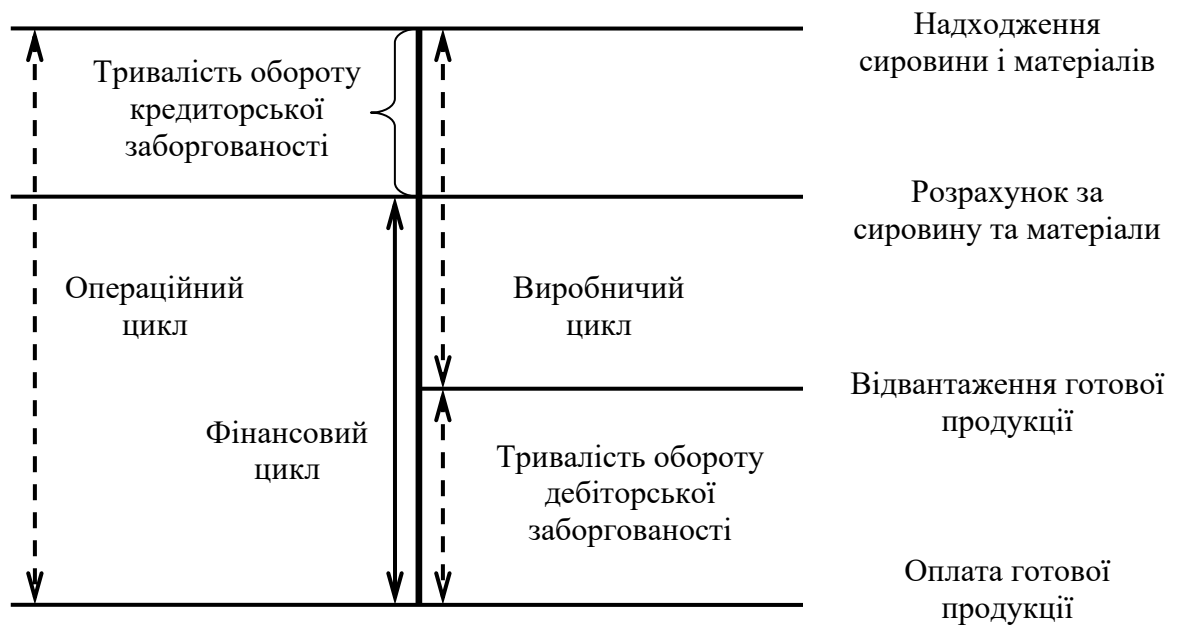 Надходження
сировини і матеріалів
Тривалість обороту
кредиторської
заборгованості
Розрахунок за
сировину та матеріали
Операційний
цикл
Виробничий
цикл
Відвантаження готової
продукції
Фінансовий
цикл
Тривалість обороту
дебіторської
заборгованості
Оплата готової
продукції